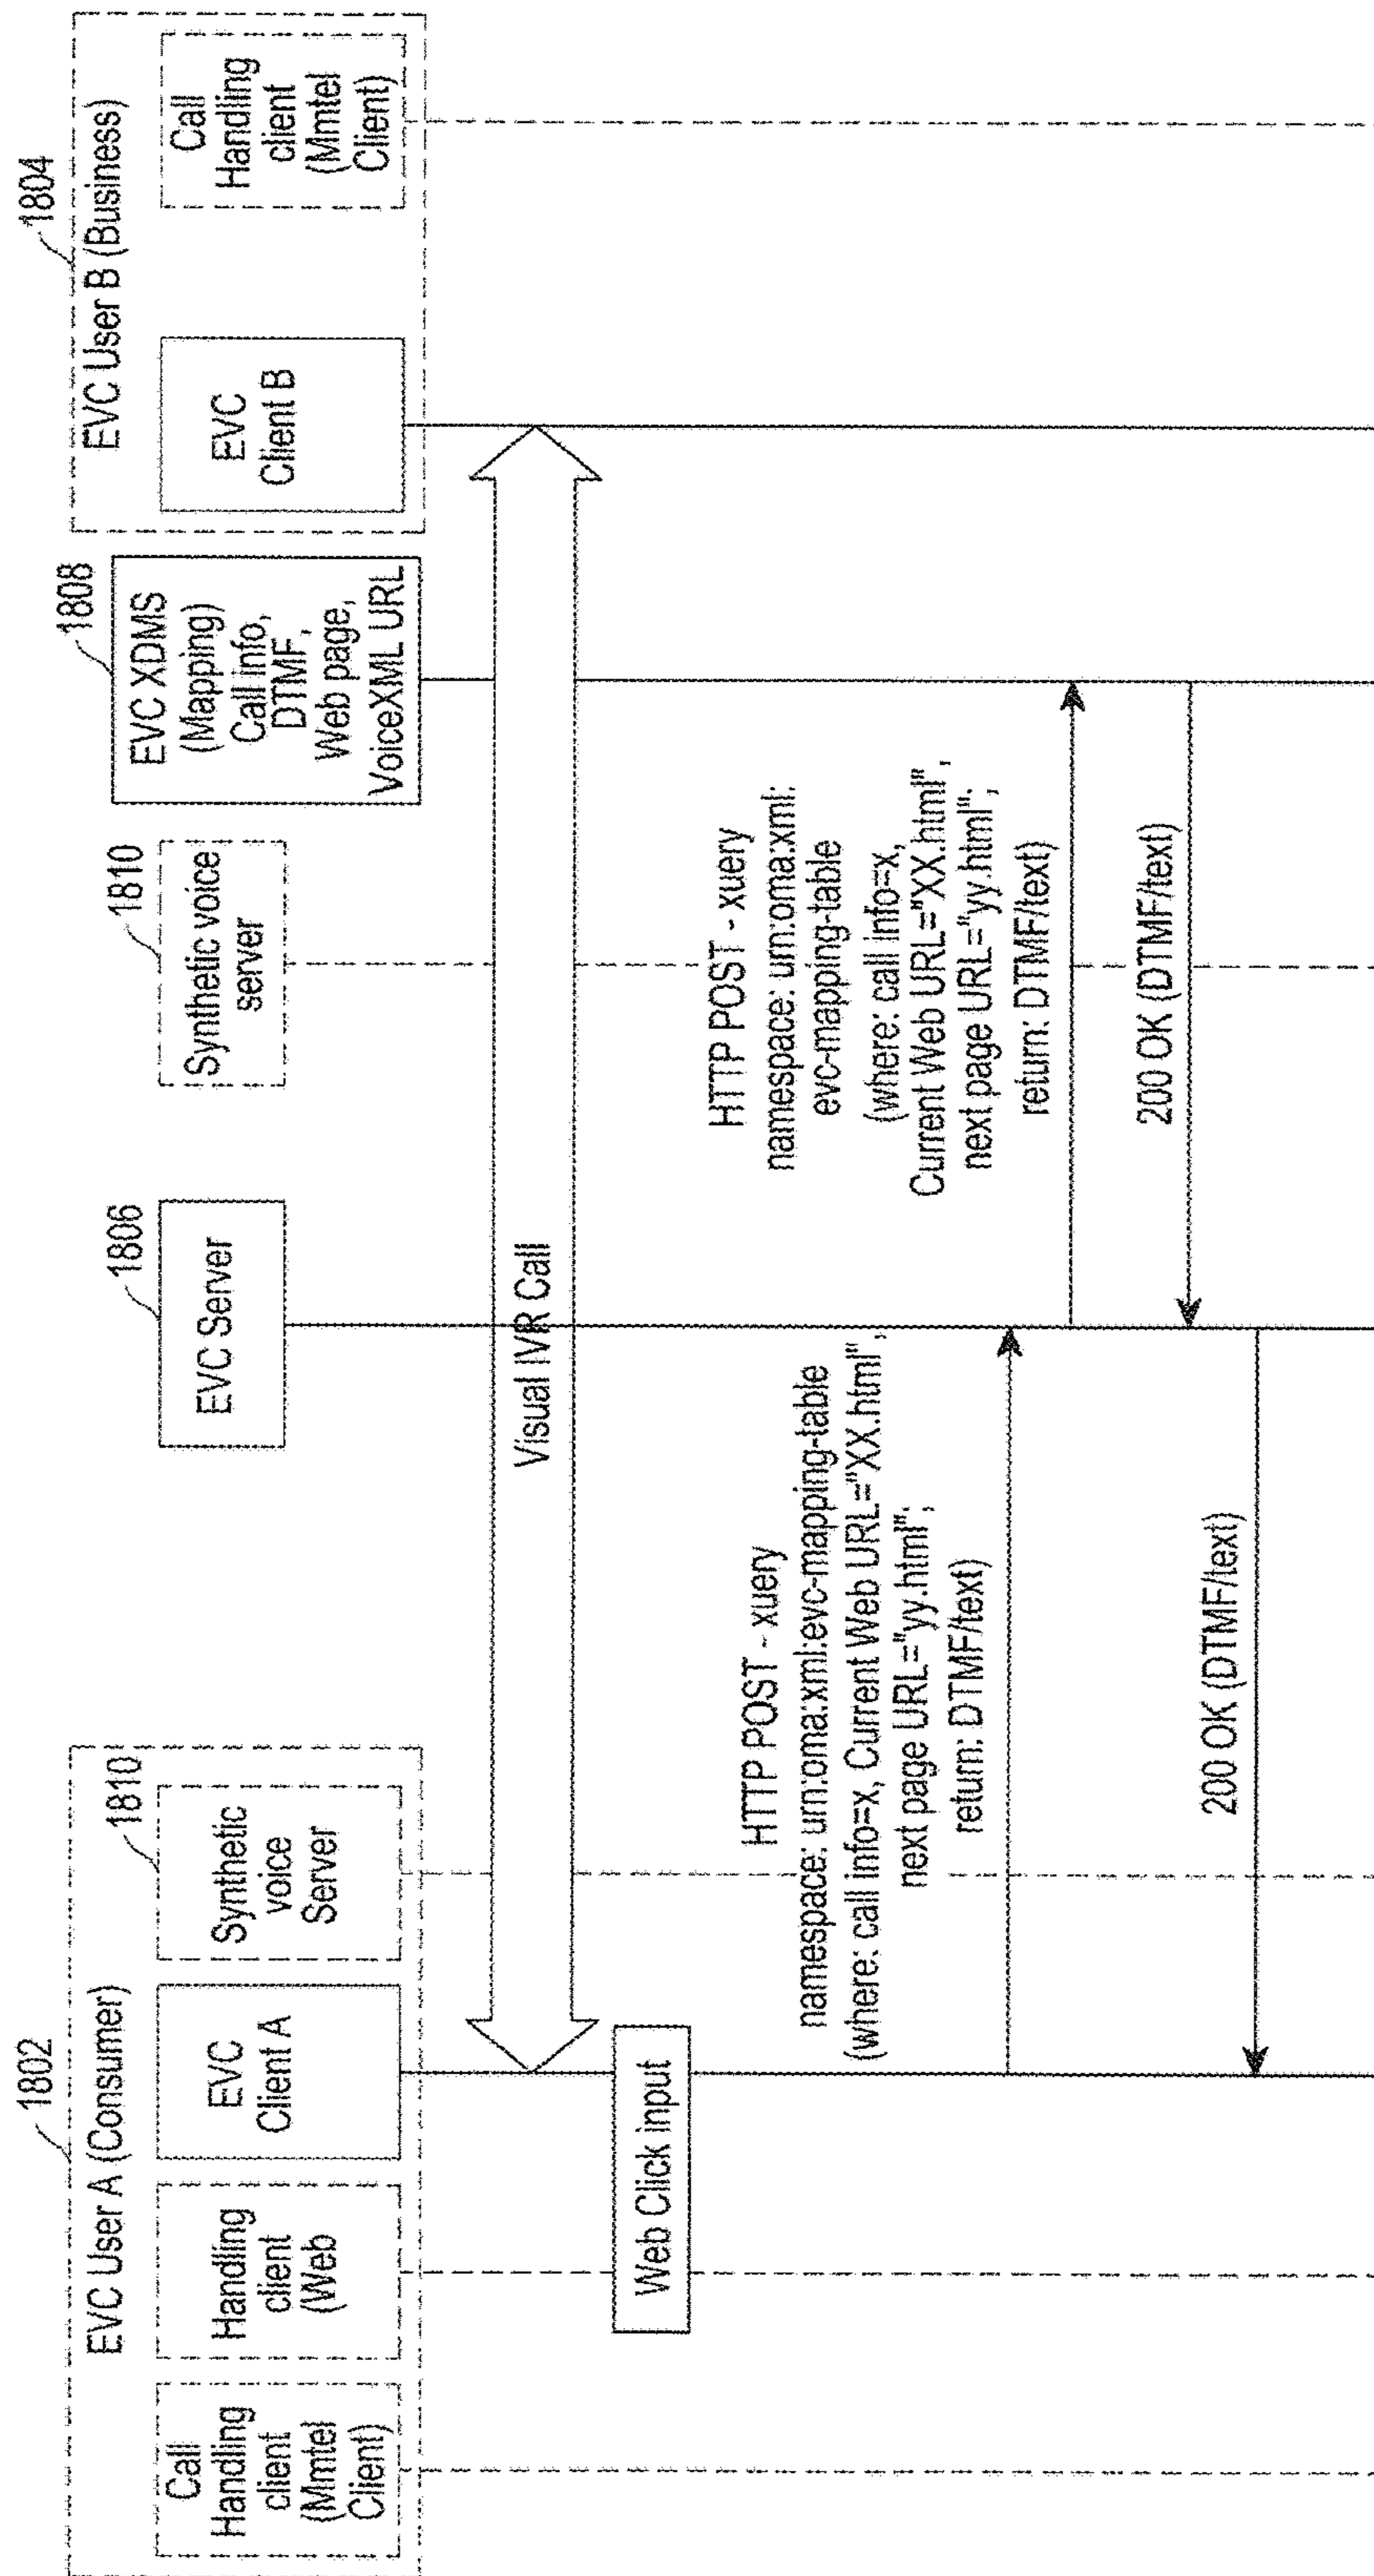 1802
EVC User A (Consumer)
Call
Handling
client
(Mmtel
Client)
Handling
client
(Web
EVC
Client A
1810
Synthetic
voice
Server
1806
EVC Server
1810
Synthetic voice
server
1808
EVC XDMS
(Mapping)
Call info,
DTMF,
Web page,
VoiceXML URL
1804
EVC User B (Business)
EVC
Client B
Call
Handling
client
(Mmtel
Client)
Visual IVR Call
Web Click input
HTTP POST - xuery
namespace: urn:oma:xml:evc-mapping-table
(where: call info=x, Current Web URL="XX.html",
next page URL="yy.html";
return: DTMF/text)
HTTP POST - xuery
namespace: urn:oma:xml:
evc-mapping-table
(where: call info=x,
Current Web URL="XX.html",
next page URL="yy.html";
return: DTMF/text)
200 OK (DTMF/text)
200 OK (DTMF/text)